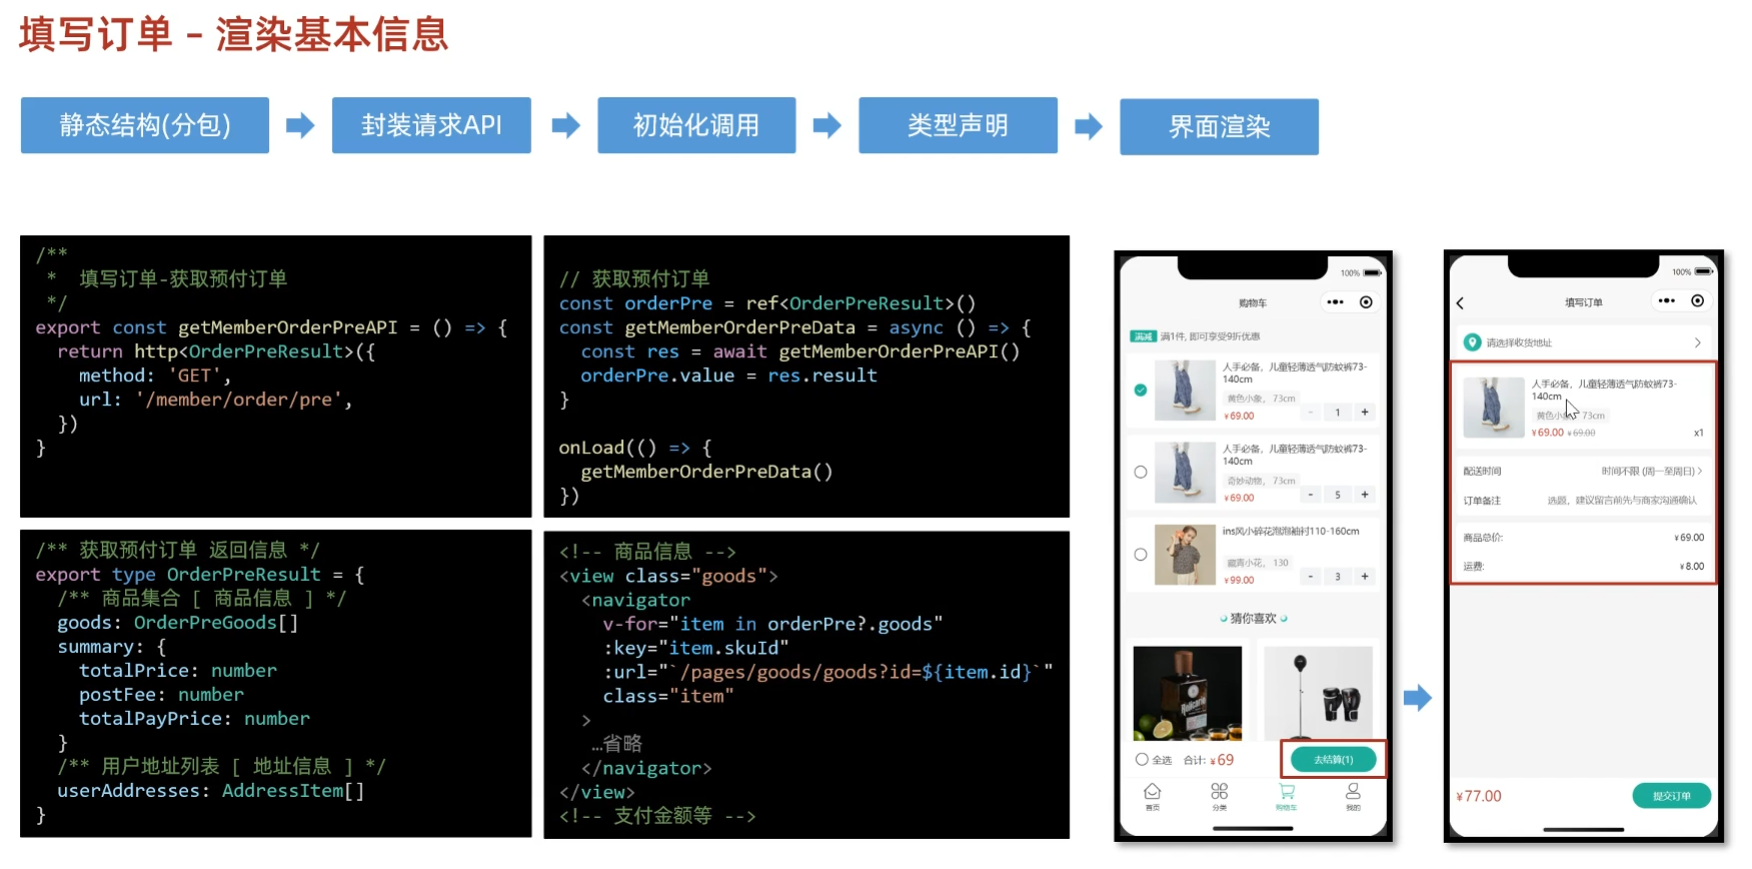 填写订单 – 渲染基本信息
静态结构(分包)
封装请求API
初始化调用
类型声明
界面渲染
/**
 *  填写订单-获取预付订单
 */
export const getMemberOrderPreAPI = () => {
  return http<OrderPreResult>({
    method: 'GET',
    url: '/member/order/pre',
  })
}
// 获取预付订单
const orderPre = ref<OrderPreResult>()
const getMemberOrderPreData = async () => {
  const res = await getMemberOrderPreAPI()
  orderPre.value = res.result
}
onLoad(() => {
  getMemberOrderPreData()
})
/** 获取预付订单 返回信息 */
export type OrderPreResult = {
  /** 商品集合 [ 商品信息 ] */
  goods: OrderPreGoods[]
  summary: {
    totalPrice: number
    postFee: number
    totalPayPrice: number
  }
  /** 用户地址列表 [ 地址信息 ] */
  userAddresses: AddressItem[]
}
<!-- 商品信息 -->
<view class="goods">
  <navigator
    v-for="item in orderPre?.goods"
    :key="item.skuId"
    :url="`/pages/goods/goods?id=${item.id}`"
    class="item"
  >
   …省略
  </navigator>
</view>
<!-- 支付金额等 -->
100%
购物车
满减 满1件, 即可享受9折优惠
人手必备，儿童轻薄透气防蚊裤73-
140cm
黄色小象， 73cm
¥69.00 - 1 +
人手必备，儿童轻薄透气防蚊裤73-
140cm
奇妙动物， 73cm
¥69.00 - 5 +
ins风小碎花泡泡袖衬110-160cm
藏青小花， 130
¥99.00 - 3 +
猜你喜欢
全选 合计: ¥69 去结算(1)
首页 分类 购物车 我的
100%
填写订单
请选择收货地址
人手必备，儿童轻薄透气防蚊裤73-
140cm
黄色小 73cm
¥69.00 ¥69.00 x1
配送时间 时间不限 (周一至周日)
订单备注 选题，建议留言前先与商家沟通确认
商品总价: ¥69.00
运费: ¥8.00
¥77.00 提交订单